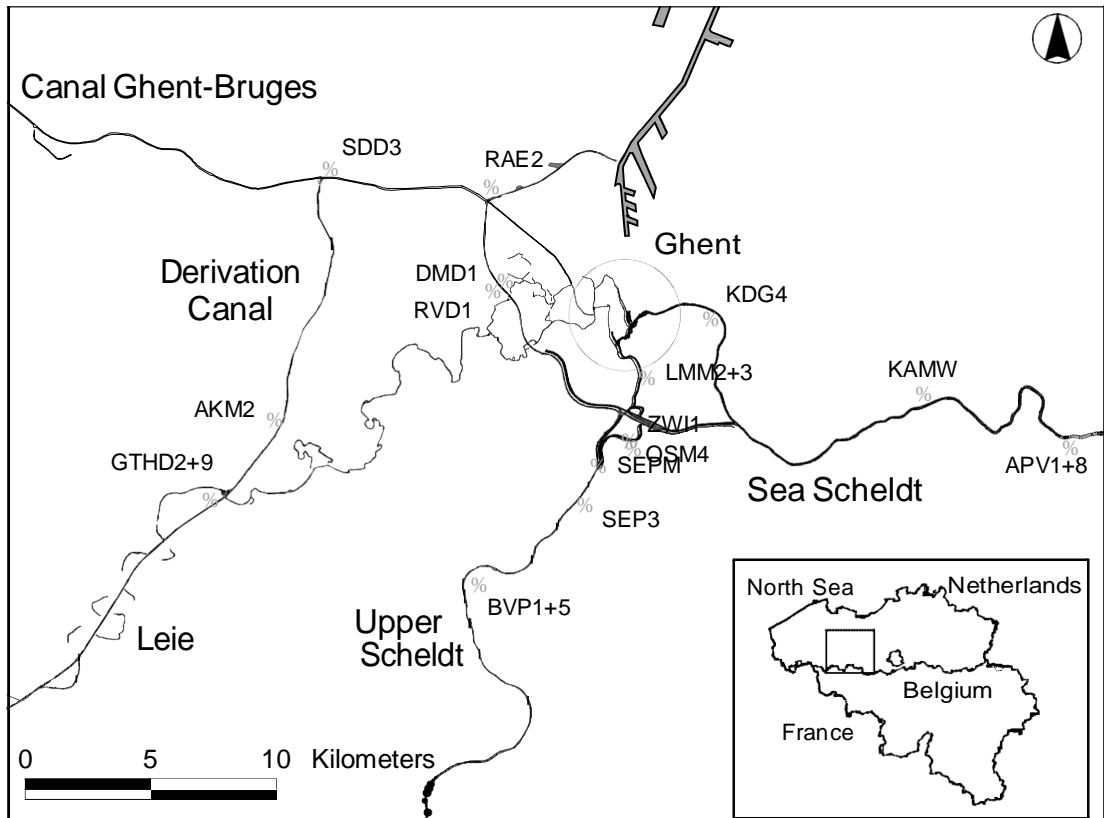 Canal Ghent-Bruges
SDD3
%
RAE2
%
Ghent
Derivation
Canal
DMD1
%
%
RVD1
KDG4
%
LMM2+3
%
KAMW
%
AKM2
%
ZWI1
%
OSM4
%
GTHD2+9
%
SEPM
%
APV1+8
%
Sea Scheldt
SEP3
%
BVP1+5
%
Upper
Scheldt
Leie
North Sea
Netherlands
Belgium
France
0 5 10 Kilometers